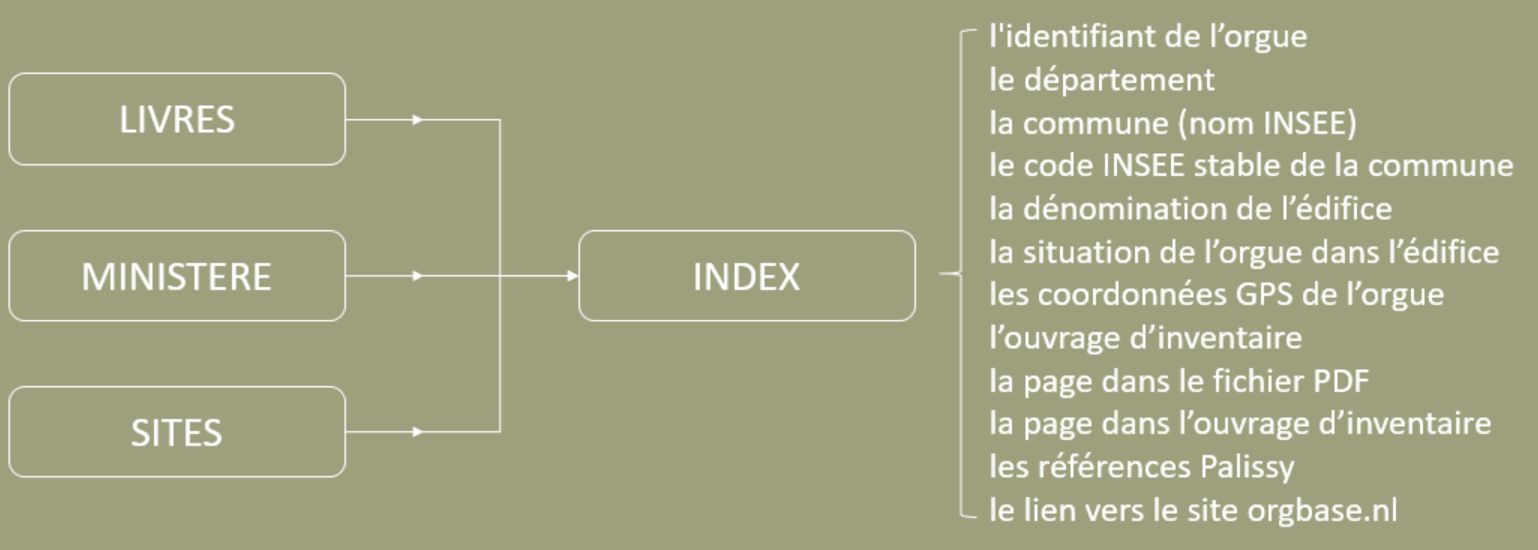 LIVRES
MINISTERE
SITES
INDEX
l'identifiant de l’orgue
le département
la commune (nom INSEE)
le code INSEE stable de la commune
la dénomination de l’édifice
la situation de l’orgue dans l’édifice
les coordonnées GPS de l’orgue
l’ouvrage d’inventaire
la page dans le fichier PDF
la page dans l’ouvrage d’inventaire
les références Palissy
le lien vers le site orgbase.nl